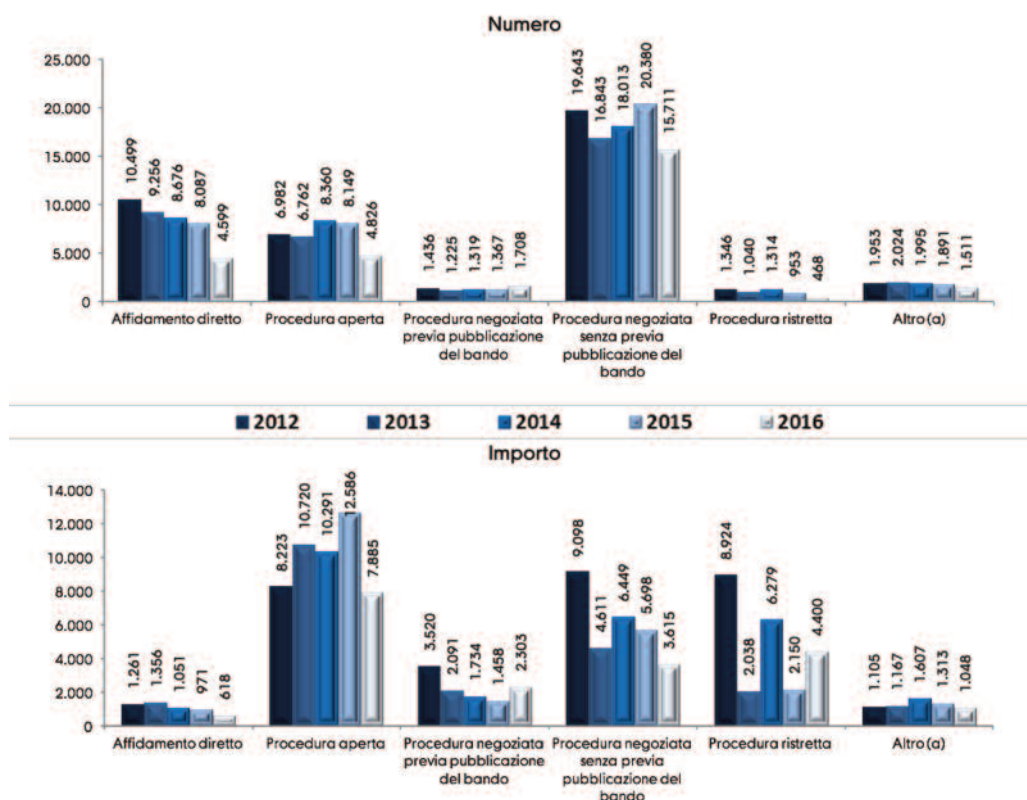 Numero
25.000
20.000
15.000
10.000
5.000
0
10.499
9.256
8.676
8.087
4.599
6.982
6.762
8.360
8.149
4.826
1.436
1.225
1.319
1.367
1.708
19.643
16.843
18.013
20.380
15.711
1.346
1.040
1.314
953
468
1.953
2.024
1.995
1.891
1.511
Affidamento diretto
Procedura aperta
Procedura negoziata
previa pubblicazione
del bando
Procedura negoziata
senza previa
pubblicazione del
bando
Procedura ristretta
Altro (a)
2012 2013 2014 2015 2016
Importo
14.000
12.000
10.000
8.000
6.000
4.000
2.000
0
1.261
1.356
1.051
971
618
8.223
10.720
10.291
12.586
7.885
3.520
2.091
1.734
1.458
2.303
9.098
4.611
6.449
5.698
3.615
8.924
2.038
6.279
2.150
4.400
1.105
1.167
1.607
1.313
1.048
Affidamento diretto
Procedura aperta
Procedura negoziata
previa pubblicazione
del bando
Procedura negoziata
senza previa
pubblicazione del
bando
Procedura ristretta
Altro (a)